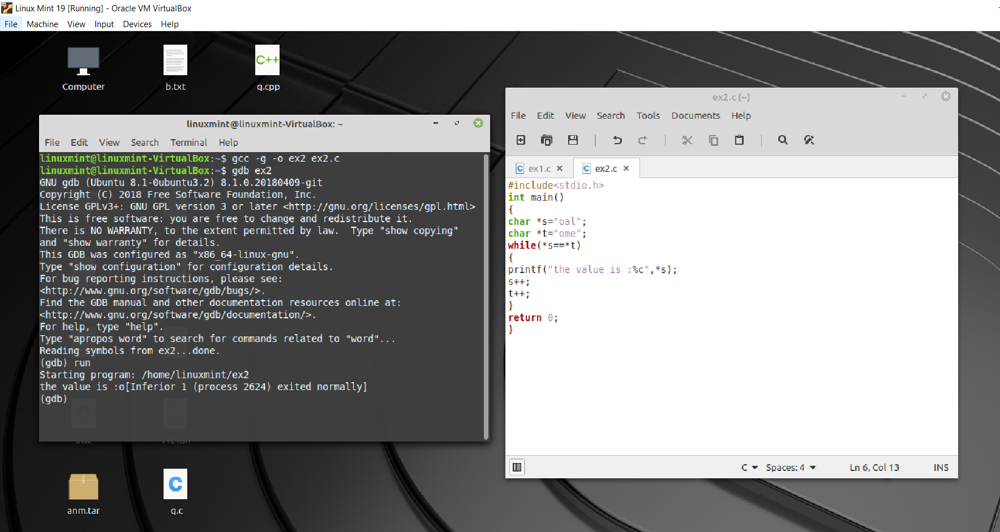 Linux Mint 19 [Running] - Oracle VM VirtualBox
File Machine View Input Devices Help
Computer
b.txt
C++
q.cpp
linuxmint@linuxmint-VirtualBox: ~
File Edit View Search Terminal Help
linuxmint@linuxmint-VirtualBox:~$ gcc -g -o ex2 ex2.c
linuxmint@linuxmint-VirtualBox:~$ gdb ex2
GNU gdb (Ubuntu 8.1-0ubuntu3.2) 8.1.0.20180409-git
Copyright (C) 2018 Free Software Foundation, Inc.
License GPLv3+: GNU GPL version 3 or later <http://gnu.org/licenses/gpl.html>
This is free software: you are free to change and redistribute it.
There is NO WARRANTY, to the extent permitted by law.  Type "show copying"
and "show warranty" for details.
This GDB was configured as "x86_64-linux-gnu".
Type "show configuration" for configuration details.
For bug reporting instructions, please see:
<http://www.gnu.org/software/gdb/bugs/>.
Find the GDB manual and other documentation resources online at:
<http://www.gnu.org/software/gdb/documentation/>.
For help, type "help".
Type "apropos word" to search for commands related to "word"...
Reading symbols from ex2...done.
(gdb) run
Starting program: /home/linuxmint/ex2
the value is :o[Inferior 1 (process 2624) exited normally]
(gdb)
C
anm.tar
C
q.c
ex2.c (~)
File Edit View Search Tools Documents Help
C ex1.c C ex2.c
#include<stdio.h>
int main()
{
char *s="oal";
char *t="ome";
while(*s==*t)
{
printf("the value is :%c",*s);
s++;
t++;
}
return 0;
}
C Spaces: 4 Ln 6, Col 13 INS